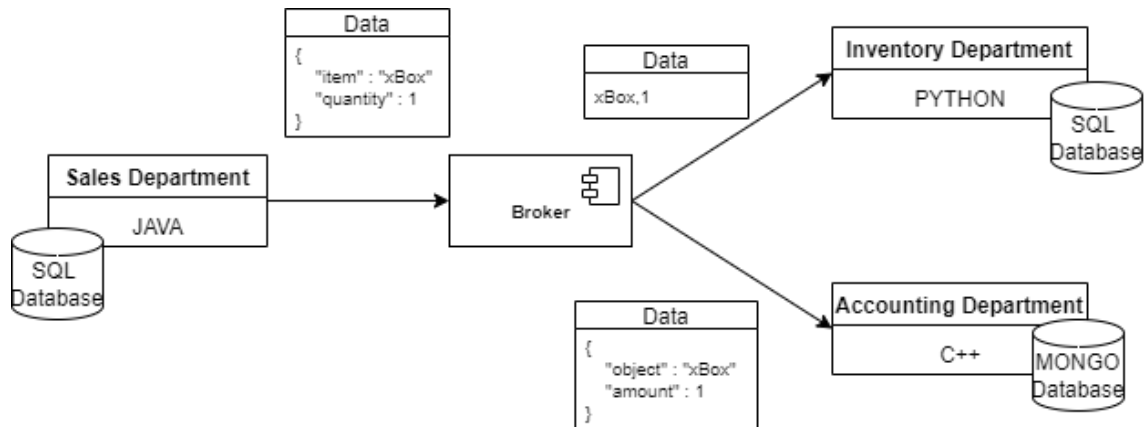 Data
{
"item" : "xBox"
"quantity" : 1
}
Data
xBox,1
Inventory Department
PYTHON
SQL
Database
Sales Department
JAVA
SQL
Database
Broker
Data
{
"object" : "xBox"
"amount" : 1
}
Accounting Department
C++
MONGO
Database